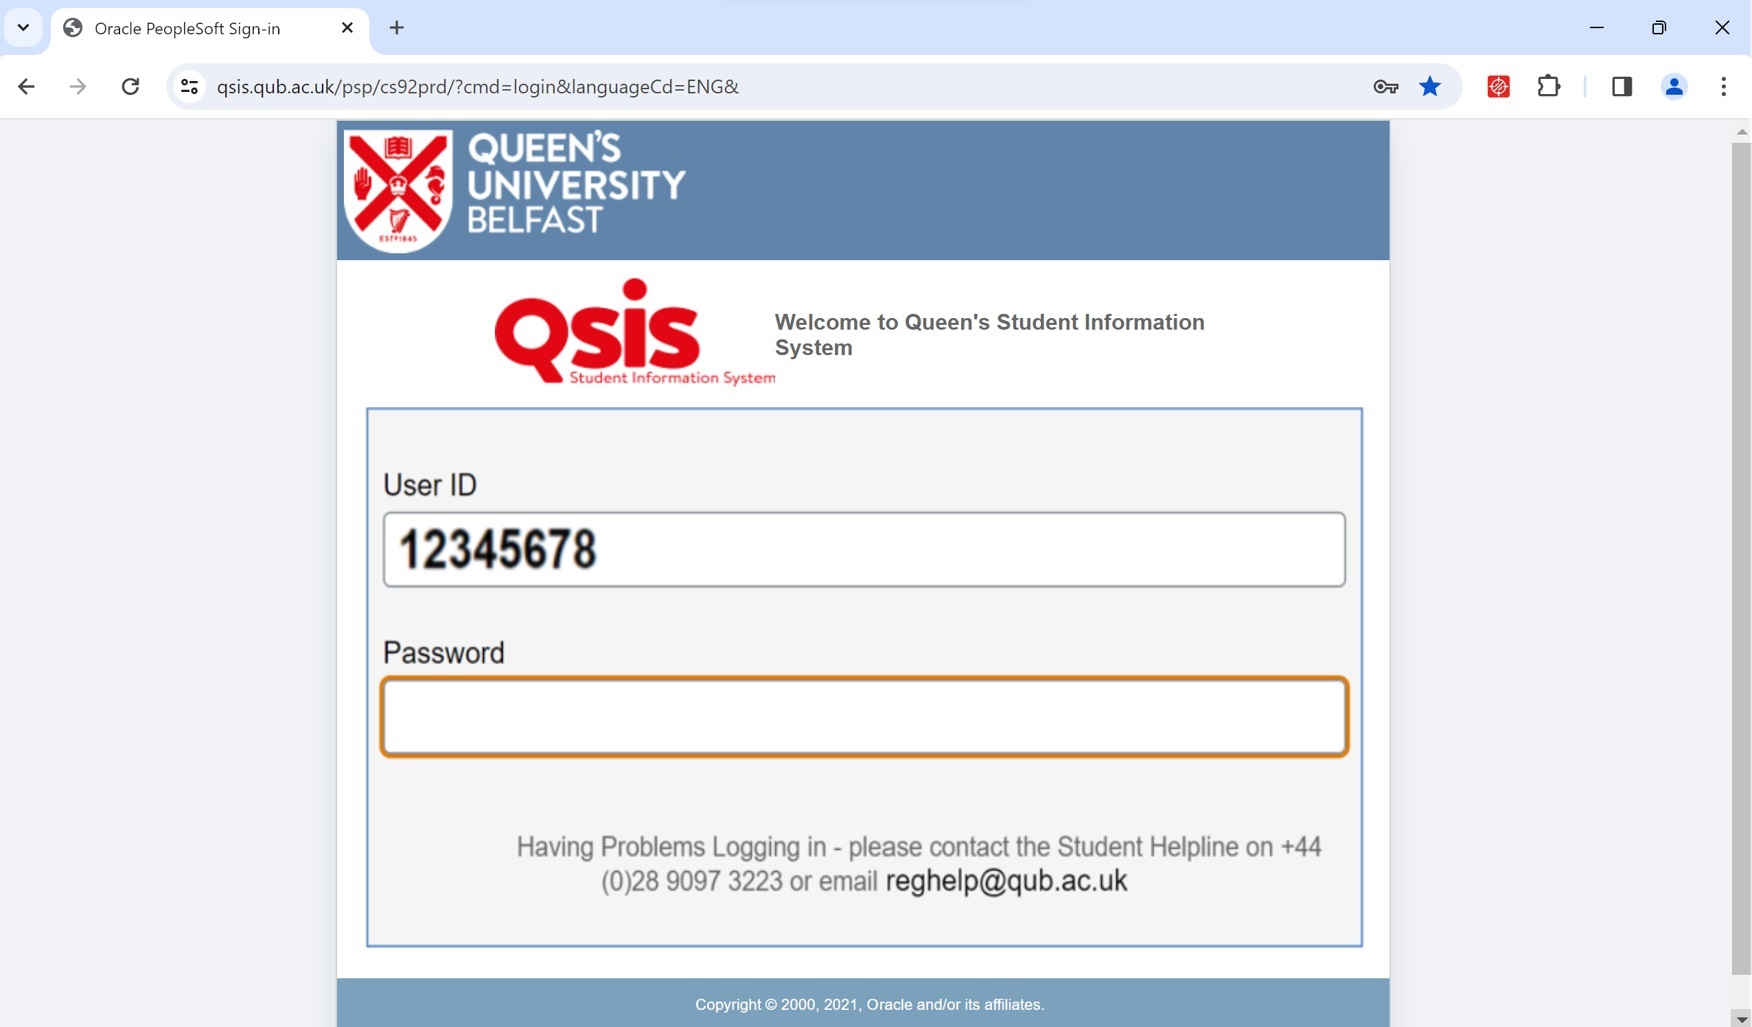 Oracle PeopleSoft Sign-in
qsis.qub.ac.uk/psp/cs92prd/?cmd=login&languageCd=ENG&
QUEEN'S
UNIVERSITY
BELFAST
ESTD1845
Qsis
Student Information System
Welcome to Queen's Student Information
System
User ID
12345678
Password
Having Problems Logging in - please contact the Student Helpline on +44
(0)28 9097 3223 or email reghelp@qub.ac.uk
Copyright © 2000, 2021, Oracle and/or its affiliates.